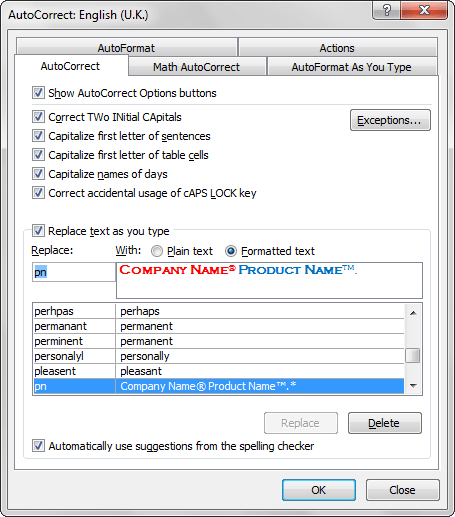 AutoCorrect: English (U.K.)
AutoFormat Actions
AutoCorrect Math AutoCorrect AutoFormat As You Type
Show AutoCorrect Options buttons
Correct TWo INitial CApitals Exceptions...
Capitalize first letter of sentences
Capitalize first letter of table cells
Capitalize names of days
Correct accidental usage of cAPS LOCK key
Replace text as you type
Replace: With: Plain text Formatted text
pn COMPANY NAME® PRODUCT NAME™.
perhpas perhaps
permanant permanent
perminent permanent
personalyl personally
pleasent pleasant
pn Company Name® Product Name™.*
Replace Delete
Automatically use suggestions from the spelling checker
OK Close